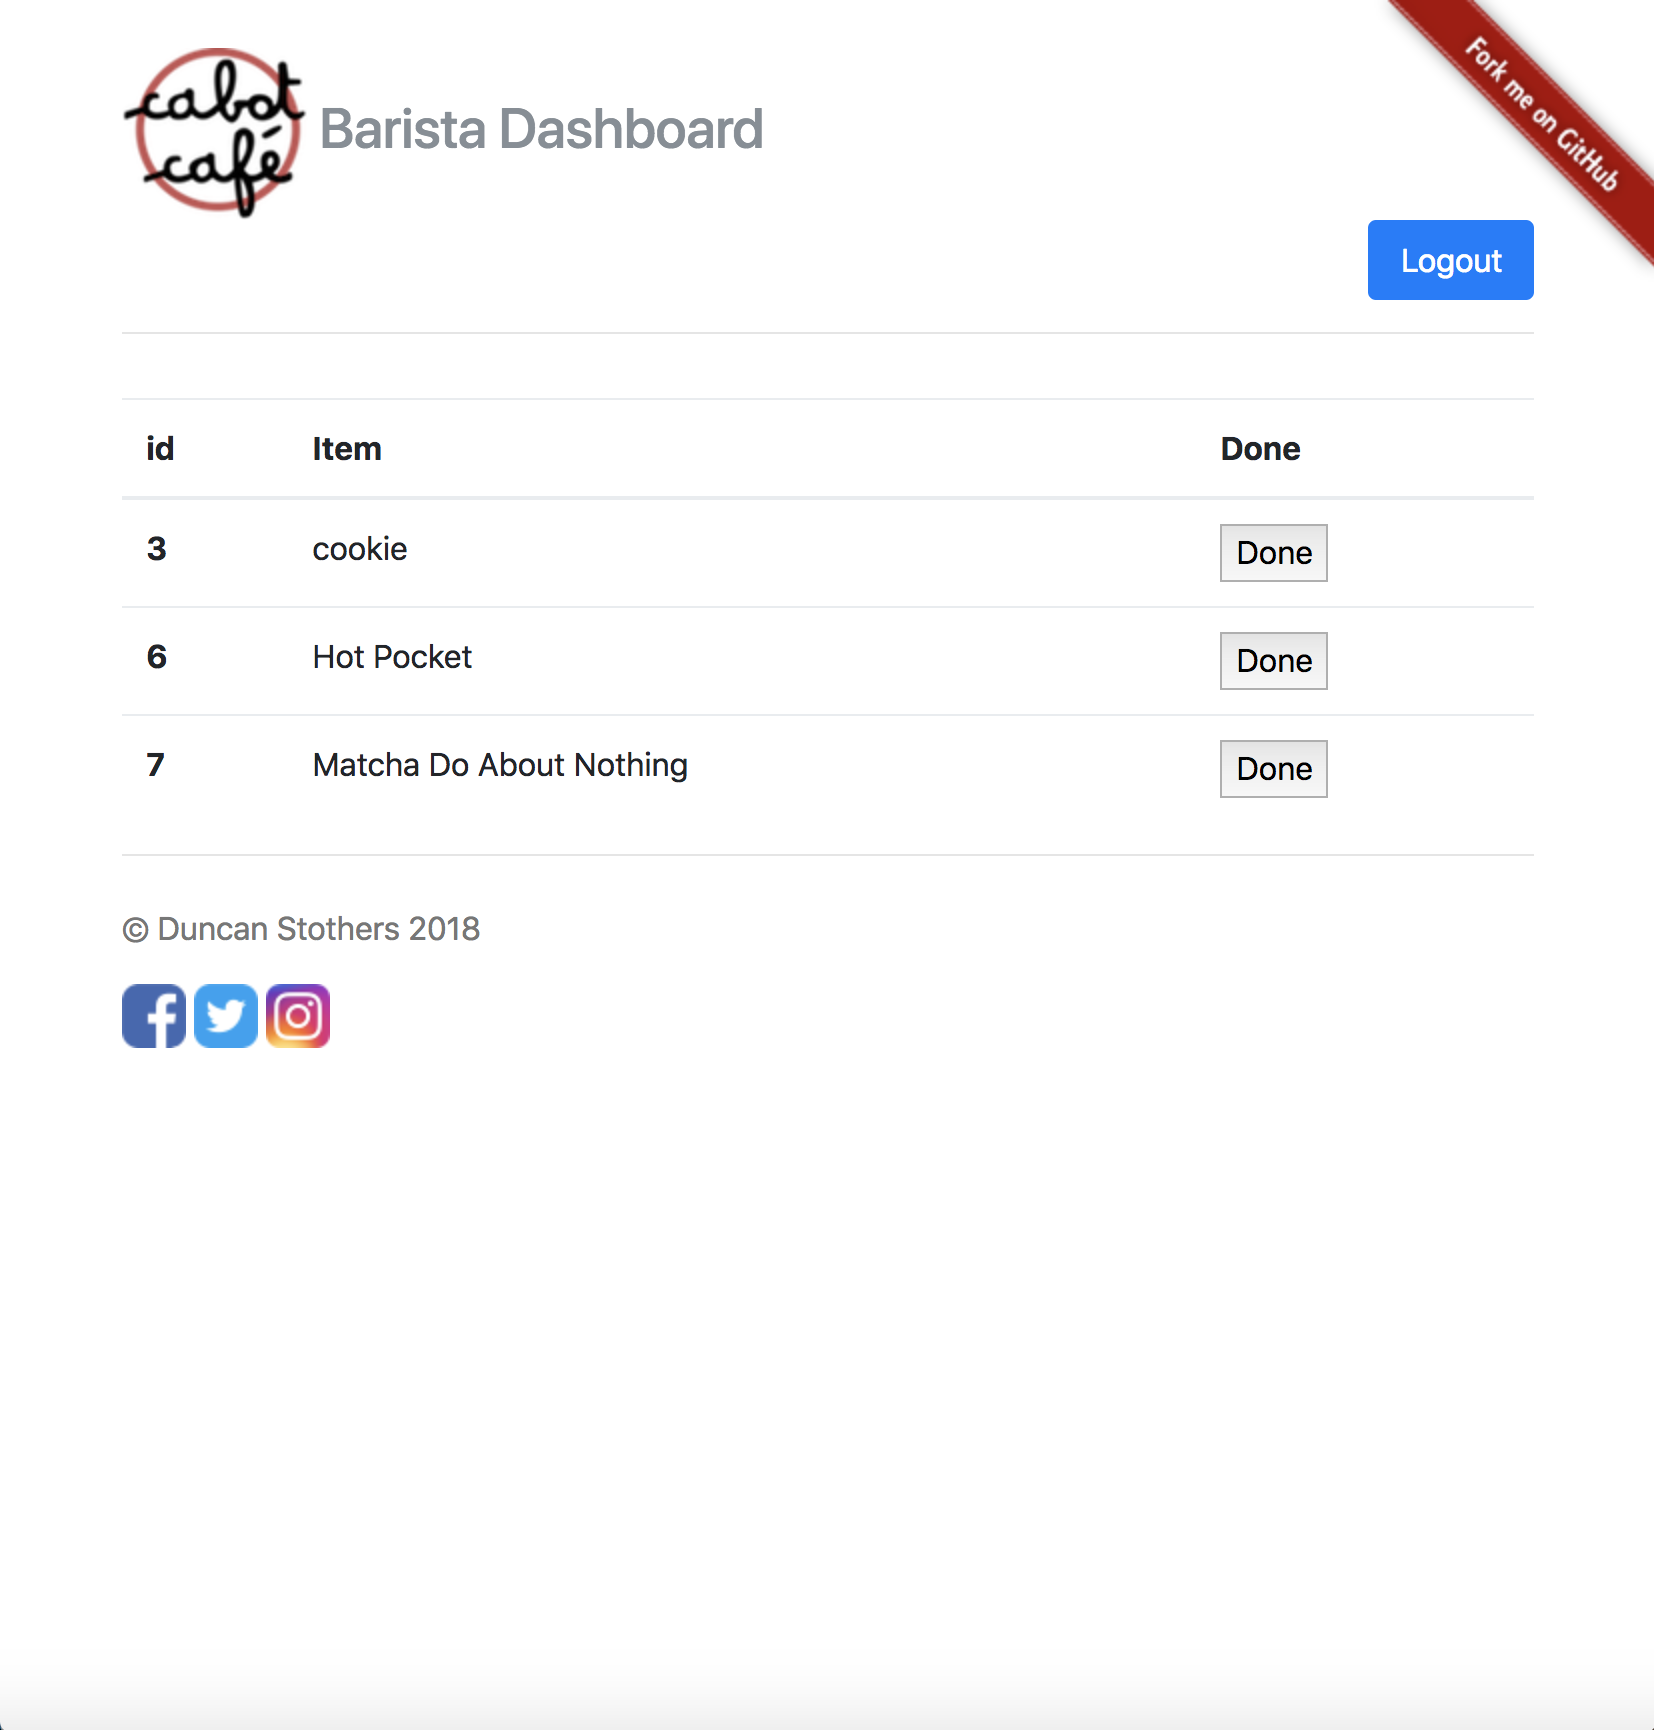 cabot
café
Barista Dashboard
Fork me on GitHub
Logout
id Item Done
3 cookie Done
6 Hot Pocket Done
7 Matcha Do About Nothing Done
© Duncan Stothers 2018